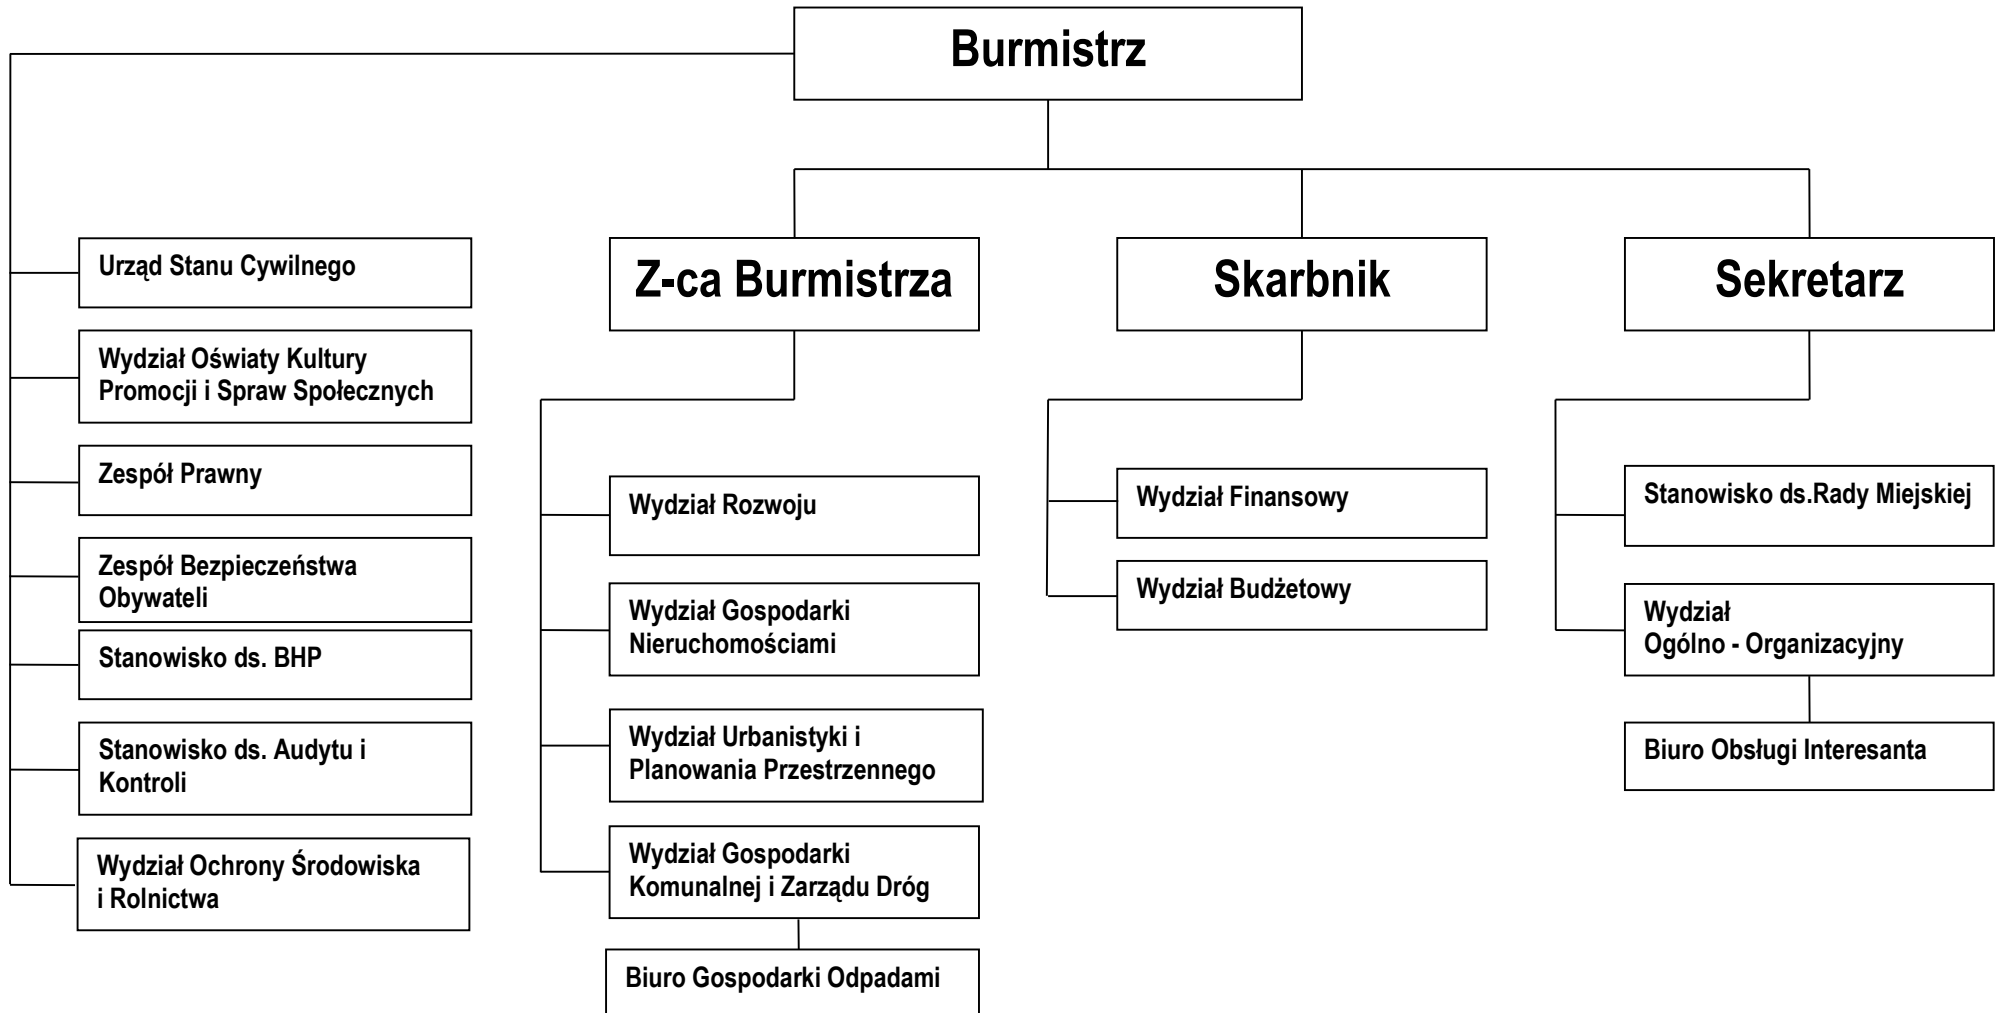 Burmistrz
Z-ca Burmistrza
Skarbnik
Sekretarz
Urząd Stanu Cywilnego
Wydział Oświaty Kultury
Promocji i Spraw Społecznych
Zespół Prawny
Zespół Bezpieczeństwa
Obywateli
Stanowisko ds. BHP
Stanowisko ds. Audytu i
Kontroli
Wydział Ochrony Środowiska
i Rolnictwa
Wydział Rozwoju
Wydział Gospodarki
Nieruchomościami
Wydział Urbanistyki i
Planowania Przestrzennego
Wydział Gospodarki
Komunalnej i Zarządu Dróg
Biuro Gospodarki Odpadami
Wydział Finansowy
Wydział Budżetowy
Stanowisko ds.Rady Miejskiej
Wydział
Ogólno - Organizacyjny
Biuro Obsługi Interesanta